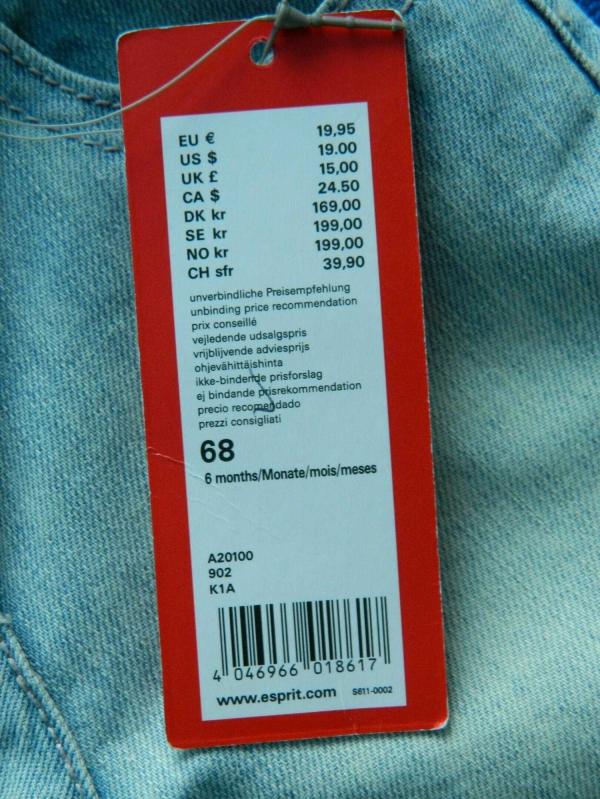 EU € 19,95
US $ 19.00
UK £ 15,00
CA $ 24.50
DK kr 169,00
SE kr 199,00
NO kr 199,00
CH sfr 39,90
unverbindliche Preisempfehlung
unbinding price recommendation
prix conseillé
vejledende udsalgspris
vrijblijvende adviesprijs
ohjevähittäishinta
ikke-bindende prisforslag
ej bindande prisrekommendation
precio recomendado
prezzi consigliati
68
6 months/Monate/mois/meses
A20100
902
K1A
4 046966 018617
www.esprit.com S611-0002